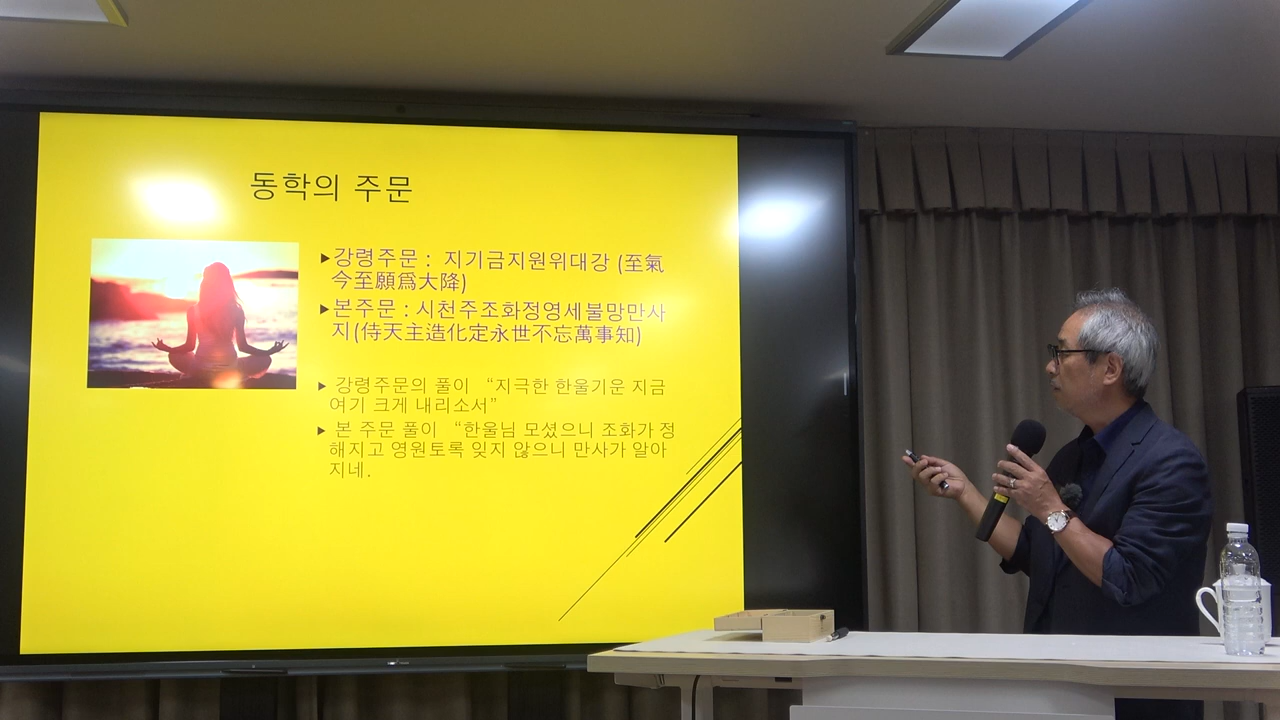 동학의 주문
▶강령주문 : 지기금지원위대강 (至氣
今至願爲大降)
▶본주문 : 시천주조화정영세불망만사
지(侍天主造化定永世不忘萬事知)
▶ 강령주문의 풀이 “지극한 한울기운 지금
여기 크게 내리소서”
▶ 본 주문 풀이 “한울님 모셨으니 조화가 정
해지고 영원토록 잊지 않으니 만사가 알아
지네.